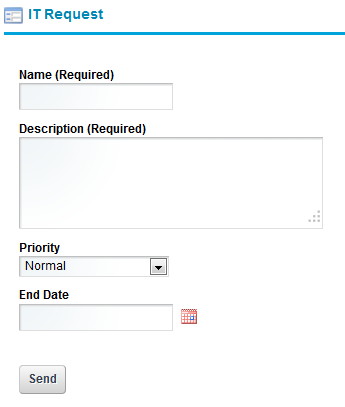 IT Request
Name (Required)
Description (Required)
Priority
Normal
End Date
Send